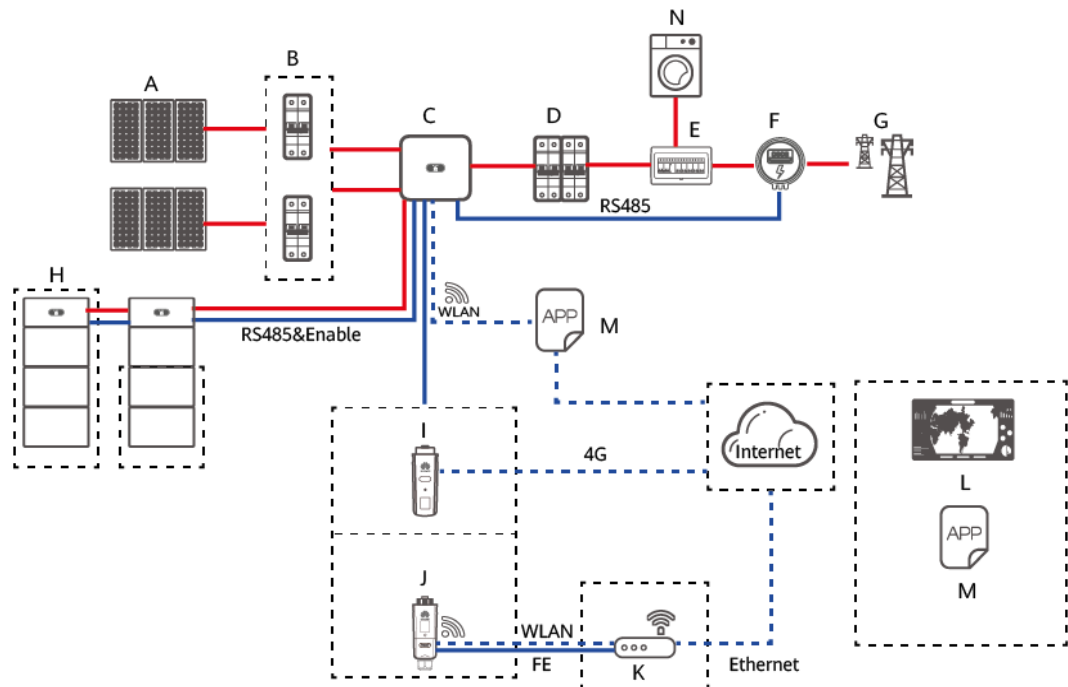 N
B
A
C
D
E
F
G
RS485
H
WLAN
APP
M
RS485&Enable
I
4G
Internet
L
APP
M
J
WLAN
FE
K
Ethernet